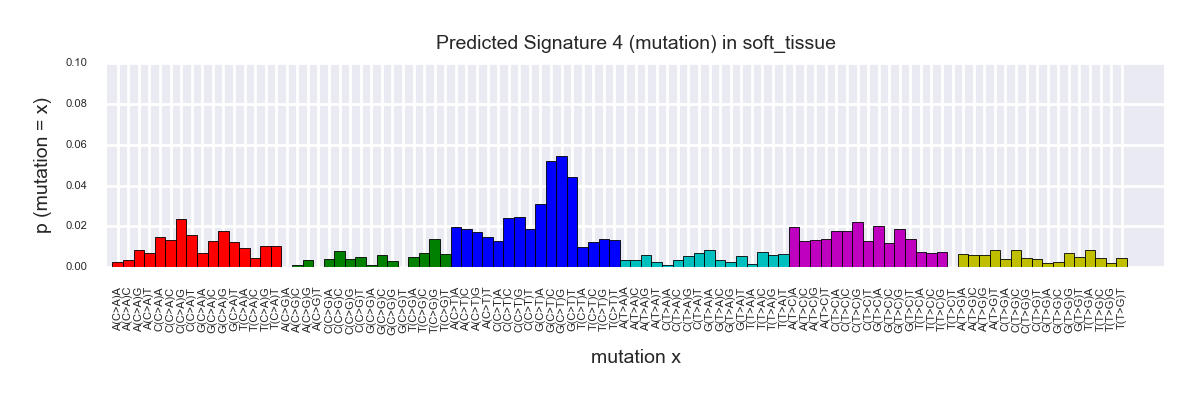 Predicted Signature 4 (mutation) in soft_tissue
p (mutation = x)
0.10
0.08
0.06
0.04
0.02
0.00
A(C>A)A
A(C>A)C
A(C>A)G
A(C>A)T
C(C>A)A
C(C>A)C
C(C>A)G
C(C>A)T
G(C>A)A
G(C>A)C
G(C>A)G
G(C>A)T
T(C>A)A
T(C>A)C
T(C>A)G
T(C>A)T
A(C>G)A
A(C>G)C
A(C>G)G
A(C>G)T
C(C>G)A
C(C>G)C
C(C>G)G
C(C>G)T
G(C>G)A
G(C>G)C
G(C>G)G
G(C>G)T
T(C>G)A
T(C>G)C
T(C>G)G
T(C>G)T
A(C>T)A
A(C>T)C
A(C>T)G
A(C>T)T
C(C>T)A
C(C>T)C
C(C>T)G
C(C>T)T
G(C>T)A
G(C>T)C
G(C>T)G
G(C>T)T
T(C>T)A
T(C>T)C
T(C>T)G
T(C>T)T
A(T>A)A
A(T>A)C
A(T>A)G
A(T>A)T
C(T>A)A
C(T>A)C
C(T>A)G
C(T>A)T
G(T>A)A
G(T>A)C
G(T>A)G
G(T>A)T
T(T>A)A
T(T>A)C
T(T>A)G
T(T>A)T
A(T>C)A
A(T>C)C
A(T>C)G
A(T>C)T
C(T>C)A
C(T>C)C
C(T>C)G
C(T>C)T
G(T>C)A
G(T>C)C
G(T>C)G
G(T>C)T
T(T>C)A
T(T>C)C
T(T>C)G
T(T>C)T
A(T>G)A
A(T>G)C
A(T>G)G
A(T>G)T
C(T>G)A
C(T>G)C
C(T>G)G
C(T>G)T
G(T>G)A
G(T>G)C
G(T>G)G
G(T>G)T
T(T>G)A
T(T>G)C
T(T>G)G
T(T>G)T
mutation x